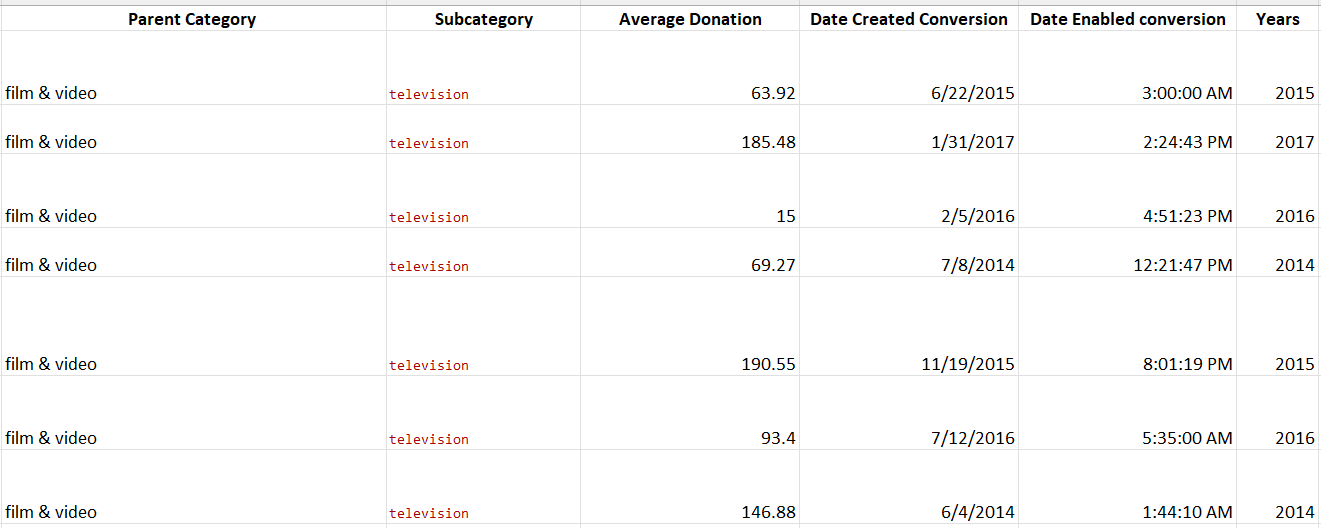 Parent Category Subcategory Average Donation Date Created Conversion Date Enabled conversion Years
film & video television 63.92 6/22/2015 3:00:00 AM 2015
film & video television 185.48 1/31/2017 2:24:43 PM 2017
film & video television 15 2/5/2016 4:51:23 PM 2016
film & video television 69.27 7/8/2014 12:21:47 PM 2014
film & video television 190.55 11/19/2015 8:01:19 PM 2015
film & video television 93.4 7/12/2016 5:35:00 AM 2016
film & video television 146.88 6/4/2014 1:44:10 AM 2014